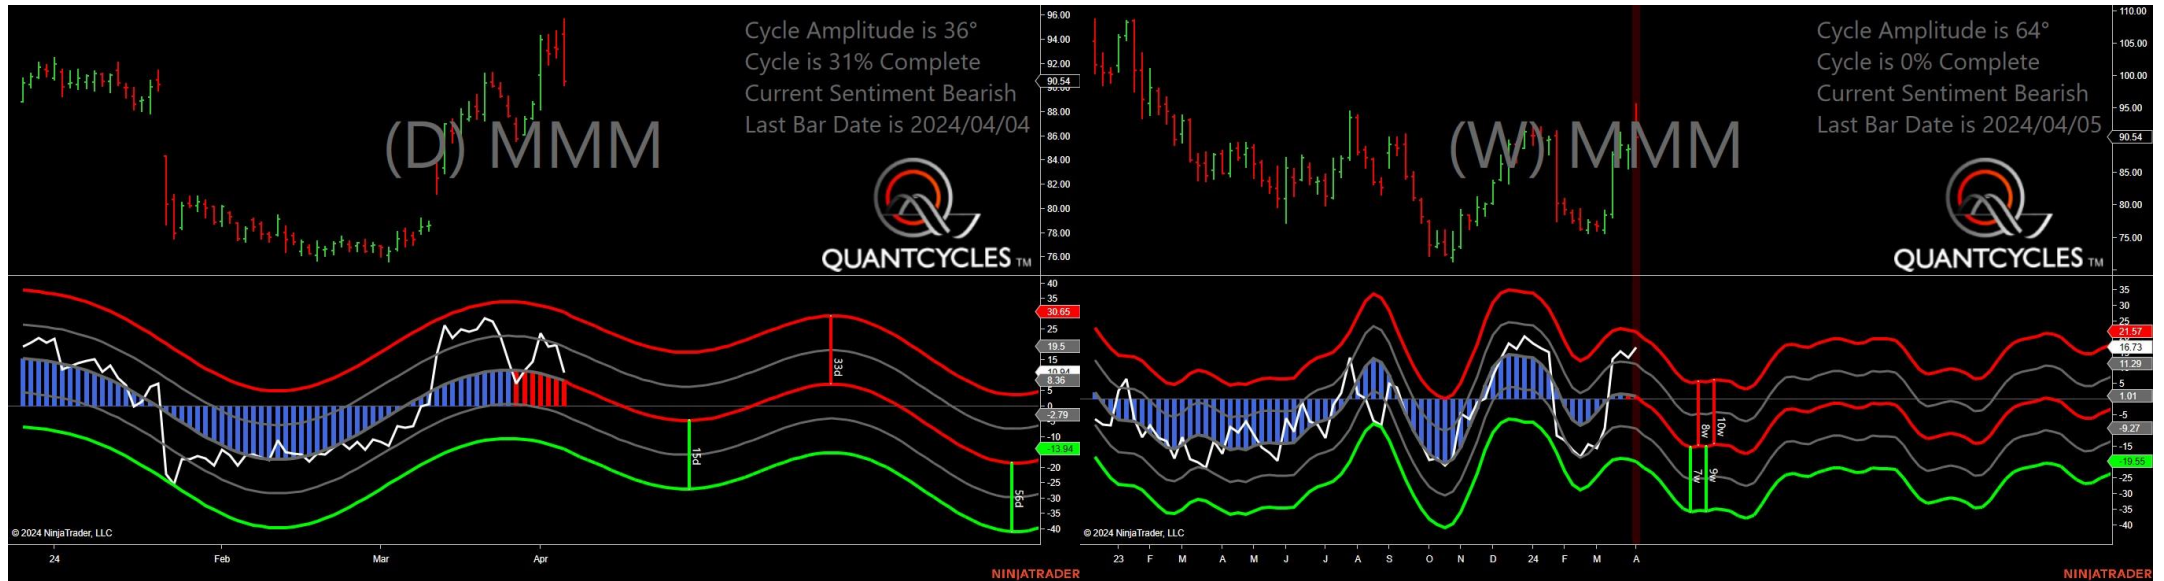 Cycle Amplitude is 36°
Cycle is 31% Complete
Current Sentiment Bearish
Last Bar Date is 2024/04/04
(D) MMM
QUANTCYCLES TM
96.00
94.00
92.00
90.54
88.00
86.00
84.00
82.00
80.00
78.00
76.00
40
35
30.65
25
19.5
15
10.94
8.36
0
-2.79
-10
-13.94
-20
-25
-30
-35
-40
33d
15d
56d
© 2024 NinjaTrader, LLC
24 Feb Mar Apr
NINJATRADER
Cycle Amplitude is 64°
Cycle is 0% Complete
Current Sentiment Bearish
Last Bar Date is 2024/04/05
(W) MMM
QUANTCYCLES TM
110.00
105.00
100.00
95.00
90.54
85.00
80.00
75.00
35
25
21.57
16.73
11.29
5
1.01
-5
-9.27
-15
-19.55
-25
-30
-35
-40
8w
10w
7w
9w
© 2024 NinjaTrader, LLC
23 F M A M J J A S O N D 24 F M A
NINJATRADER